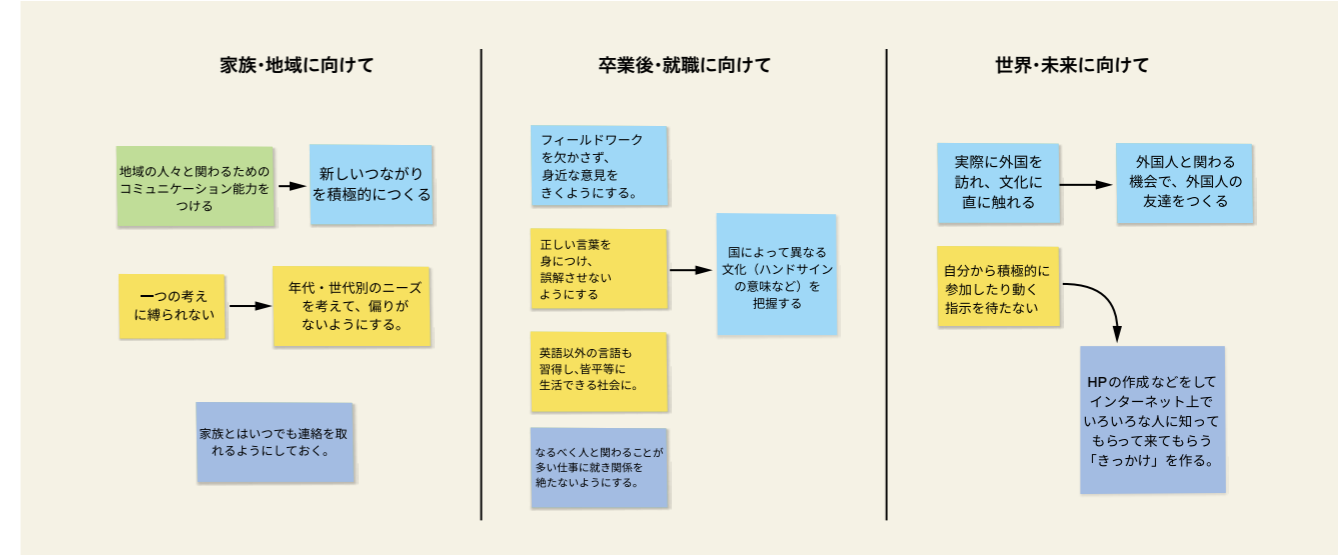 家族・地域に向けて
地域の人々と関わるための
コミュニケーション能力を
つける
新しいつながり
を積極的につくる
一つの考え
に縛られない
年代・世代別のニーズ
を考えて、偏りが
ないようにする。
家族とはいつでも連絡を取
れるようにしておく。
卒業後・就職に向けて
フィールドワーク
を欠かさず、
身近な意見を
きくようにする。
正しい言葉を
身につけ、
誤解させない
ようにする
国によって異なる
文化（ハンドサイン
の意味など）を
把握する
英語以外の言語も
習得し、皆平等に
生活できる社会に。
なるべく人と関わることが
多い仕事に就き関係を
絶たないようにする。
世界・未来に向けて
実際に外国を
訪れ、文化に
直に触れる
外国人と関わる
機会で、外国人の
友達をつくる
自分から積極的に
参加したり動く
指示を待たない
HPの作成などをして
インターネット上で
いろいろな人に知って
もらって来てもらう
「きっかけ」を作る。